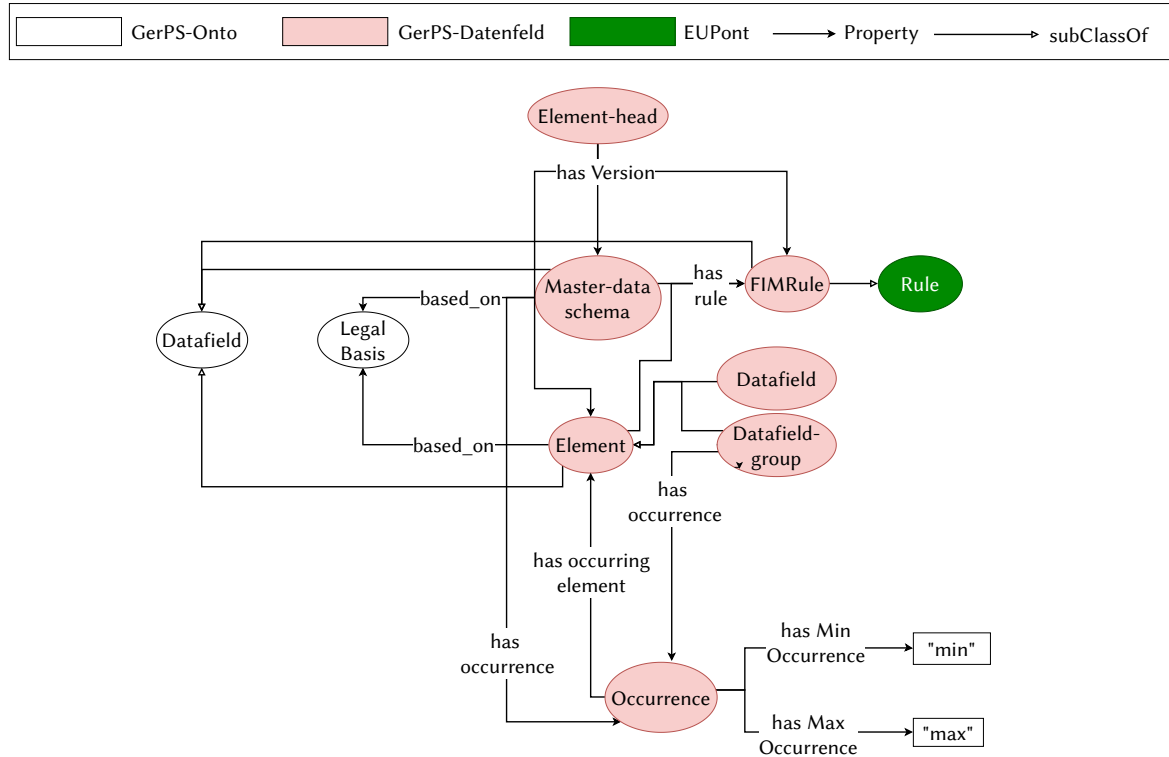 GerPS-Onto
GerPS-Datenfeld
EUPont
Property
subClassOf
Element-head
has Version
Master-data
schema
has
rule
FIMRule
Rule
based_on
Datafield
Legal
Basis
Datafield
based_on
Element
Datafield-
group
has
occurrence
has occurring
element
has
occurrence
has Min
Occurrence
"min"
Occurrence
has Max
Occurrence
"max"